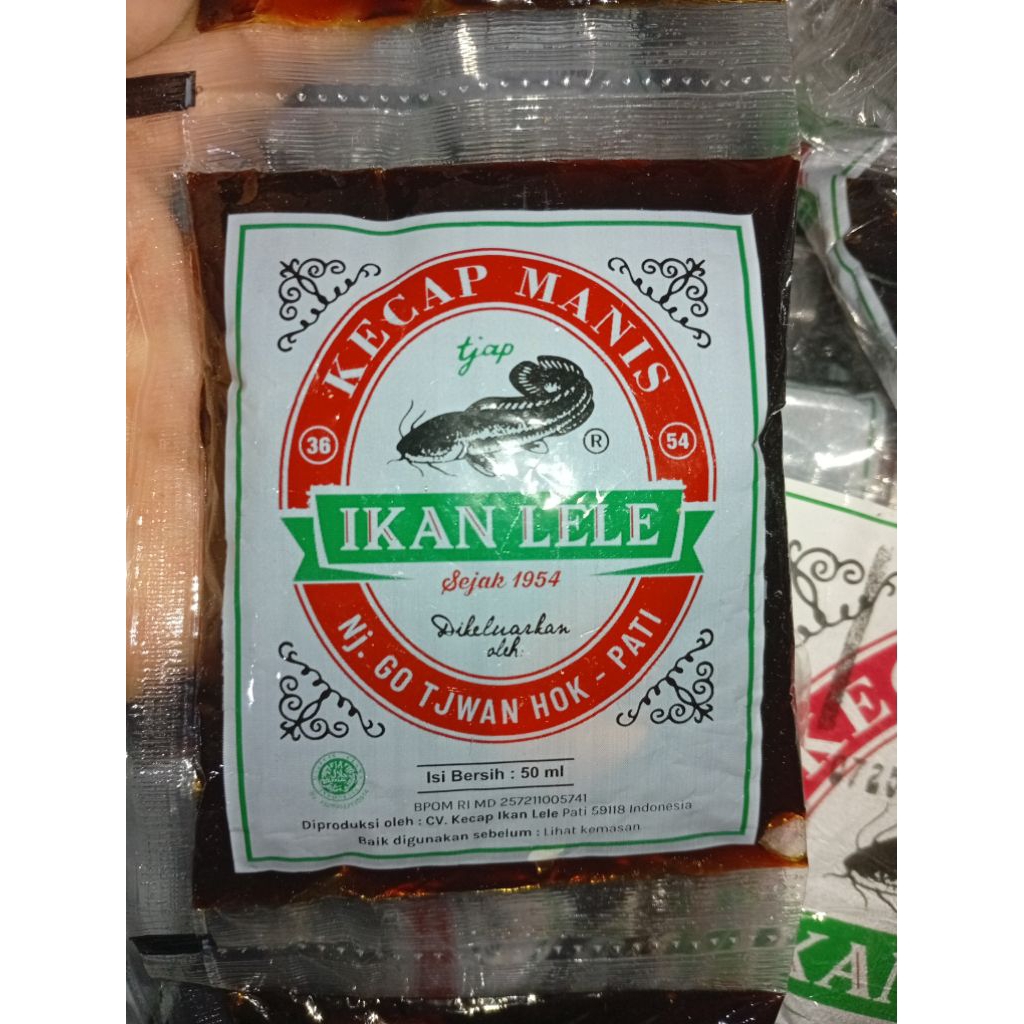 KECAP MANIS
tjap
®
36
54
IKAN LELE
Sejak 1954
Dikeluarkan
oleh:
Nj. GO TJWAN HOK - PATI
Isi Bersih : 50 ml
BPOM RI MD 257211005741
Diproduksi oleh : CV. Kecap Ikan Lele Pati 59118 Indonesia
Baik digunakan sebelum : Lihat kemasan